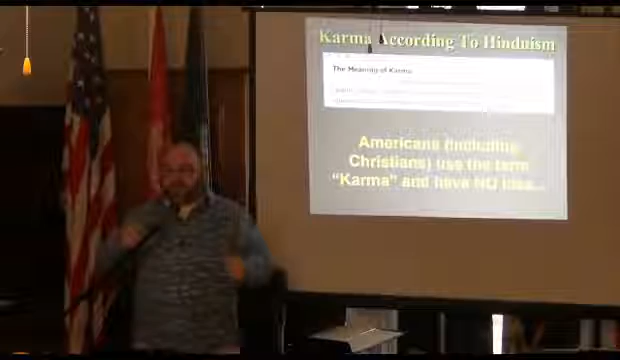 Karma According To Hinduism
The Meaning of Karma
Americans (Including
Christians) use the term
"Karma" and have NO idea...